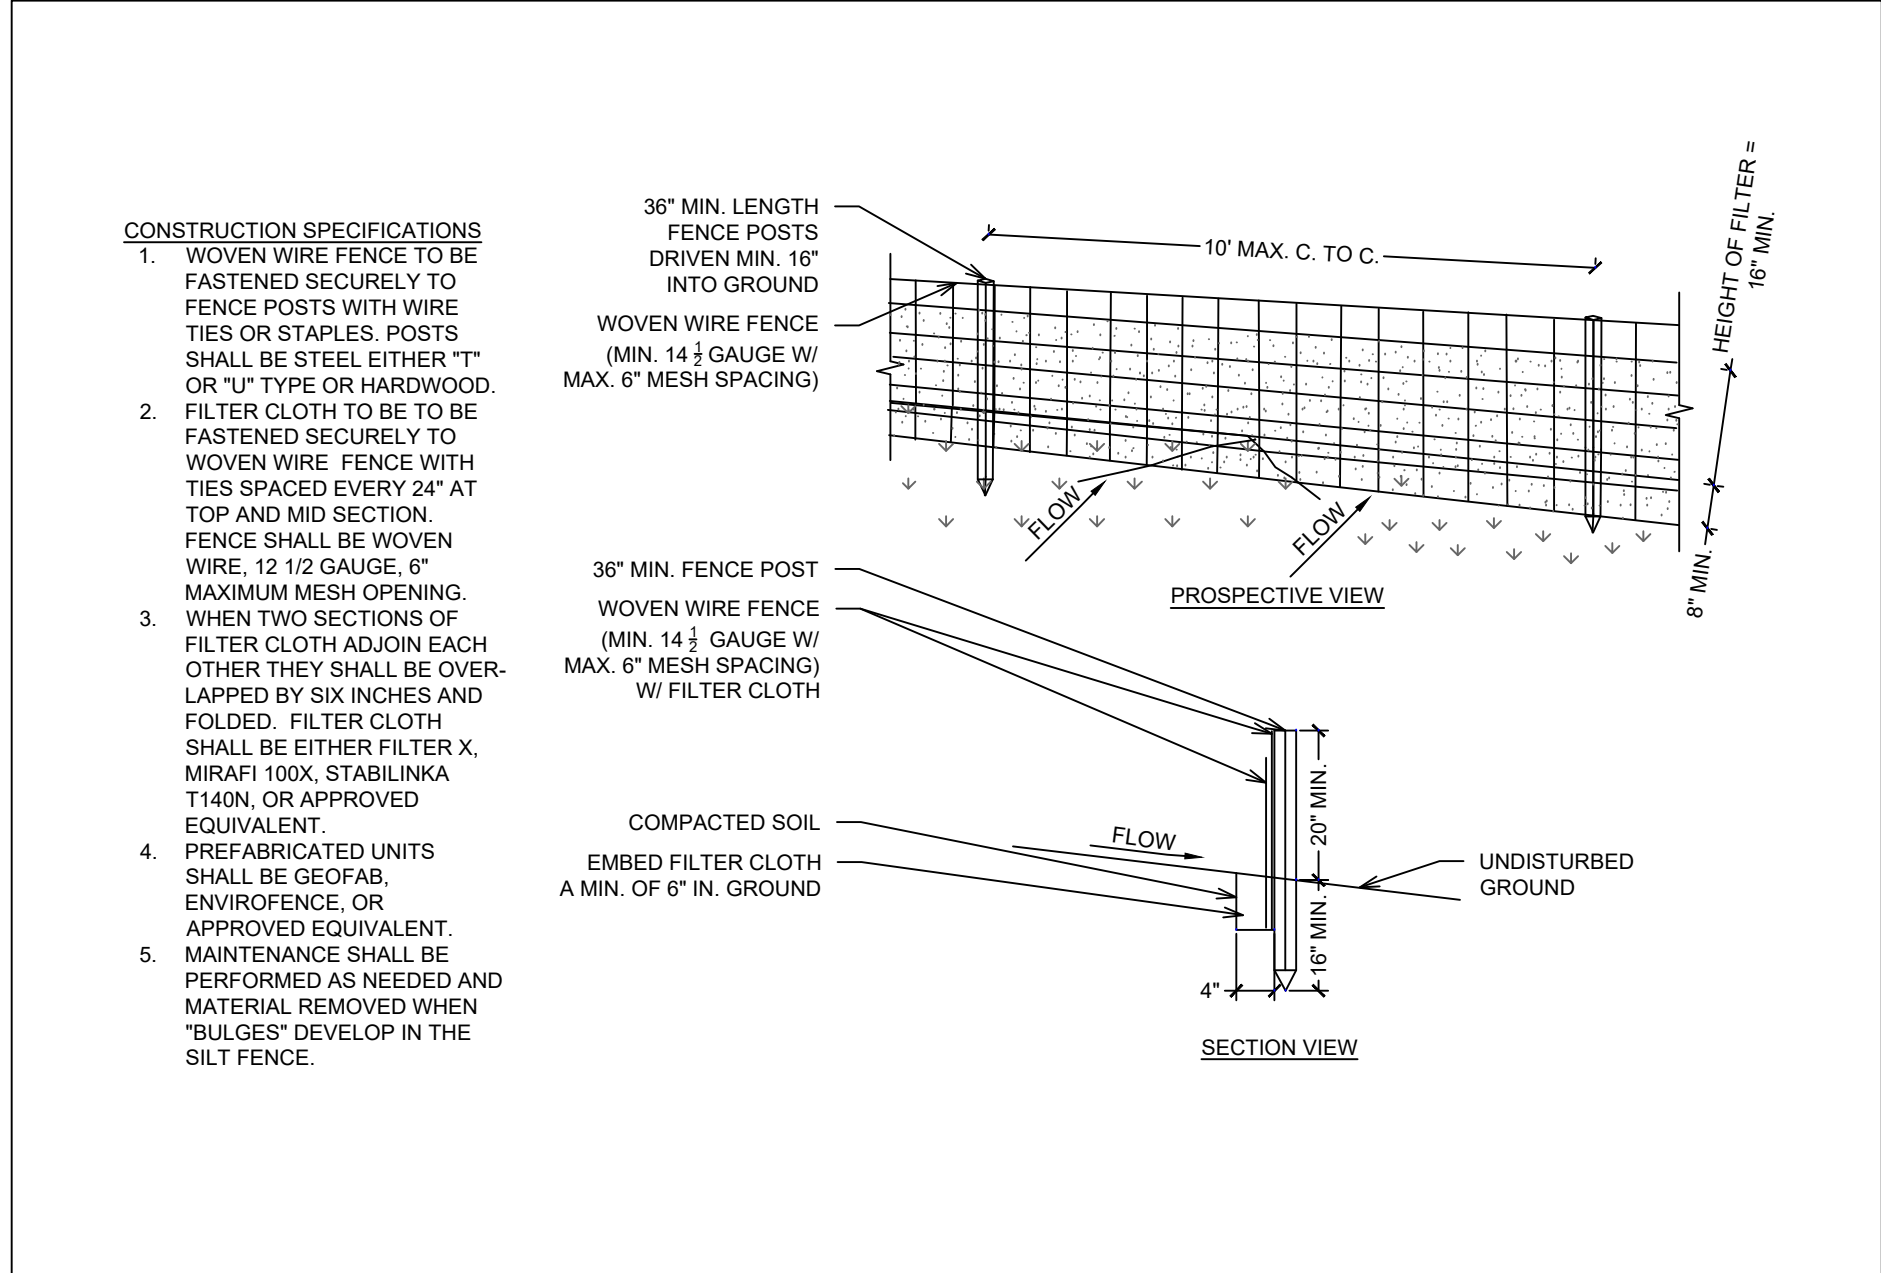 CONSTRUCTION SPECIFICATIONS
1. WOVEN WIRE FENCE TO BE
FASTENED SECURELY TO
FENCE POSTS WITH WIRE
TIES OR STAPLES. POSTS
SHALL BE STEEL EITHER "T"
OR "U" TYPE OR HARDWOOD.
2. FILTER CLOTH TO BE TO BE
FASTENED SECURELY TO
WOVEN WIRE FENCE WITH
TIES SPACED EVERY 24" AT
TOP AND MID SECTION.
FENCE SHALL BE WOVEN
WIRE, 12 1/2 GAUGE, 6"
MAXIMUM MESH OPENING.
3. WHEN TWO SECTIONS OF
FILTER CLOTH ADJOIN EACH
OTHER THEY SHALL BE OVER-
LAPPED BY SIX INCHES AND
FOLDED. FILTER CLOTH
SHALL BE EITHER FILTER X,
MIRAFI 100X, STABILINKA
T140N, OR APPROVED
EQUIVALENT.
4. PREFABRICATED UNITS
SHALL BE GEOFAB,
ENVIROFENCE, OR
APPROVED EQUIVALENT.
5. MAINTENANCE SHALL BE
PERFORMED AS NEEDED AND
MATERIAL REMOVED WHEN
"BULGES" DEVELOP IN THE
SILT FENCE.
36" MIN. LENGTH
FENCE POSTS
DRIVEN MIN. 16"
INTO GROUND
WOVEN WIRE FENCE
(MIN. 14 1/2 GAUGE W/
MAX. 6" MESH SPACING)
10' MAX. C. TO C.
HEIGHT OF FILTER =
16" MIN.
8" MIN.
FLOW
FLOW
PROSPECTIVE VIEW
36" MIN. FENCE POST
WOVEN WIRE FENCE
(MIN. 14 1/2 GAUGE W/
MAX. 6" MESH SPACING)
W/ FILTER CLOTH
COMPACTED SOIL
EMBED FILTER CLOTH
A MIN. OF 6" IN. GROUND
FLOW
20" MIN.
16" MIN.
4"
UNDISTURBED
GROUND
SECTION VIEW